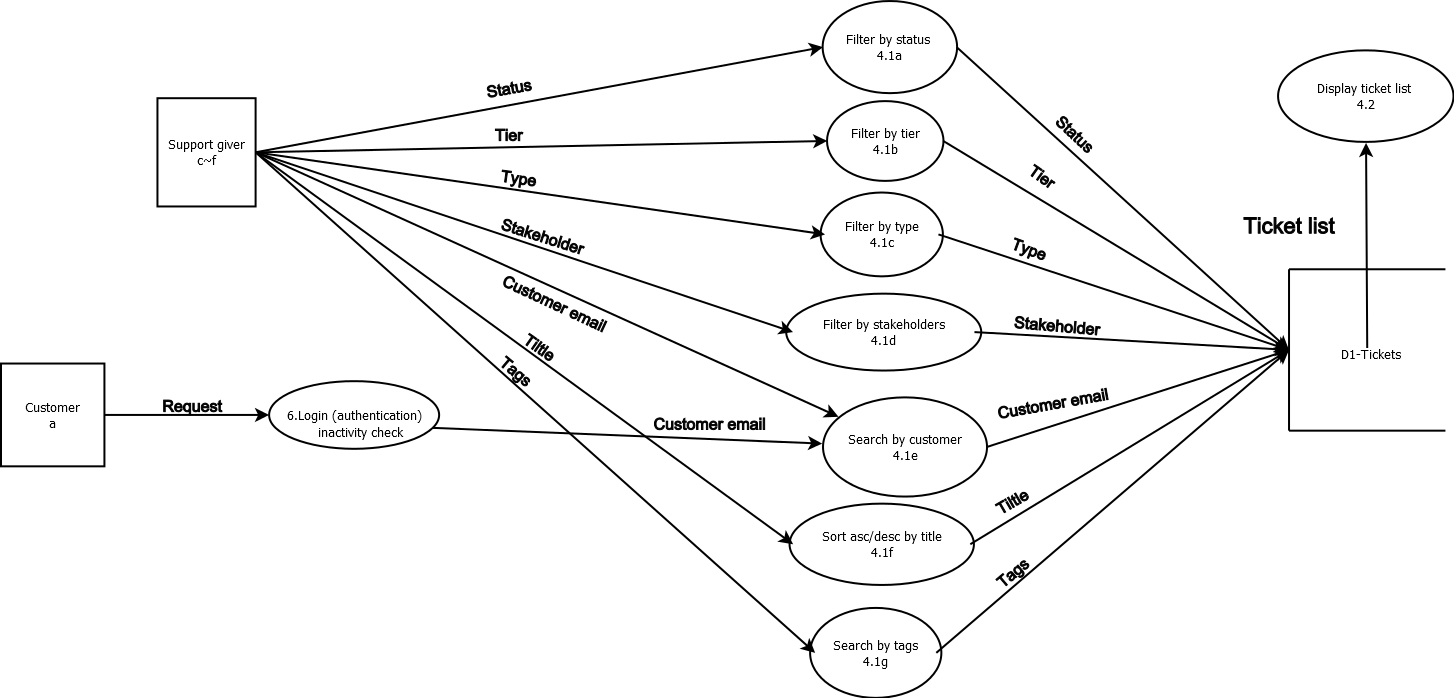 Filter by status
4.1a
Status
Display ticket list
4.2
Support giver
c~f
Tier
Filter by tier
4.1b
Status
Tier
Type
Filter by type
4.1c
Type
Ticket list
Stakeholder
Customer email
Filter by stakeholders
4.1d
Stakeholder
D1-Tickets
Tiltle
Tags
Customer
a
Request
6.Login (authentication)
inactivity check
Customer email
Search by customer
4.1e
Customer email
Sort asc/desc by title
4.1f
Tiltle
Search by tags
4.1g
Tags